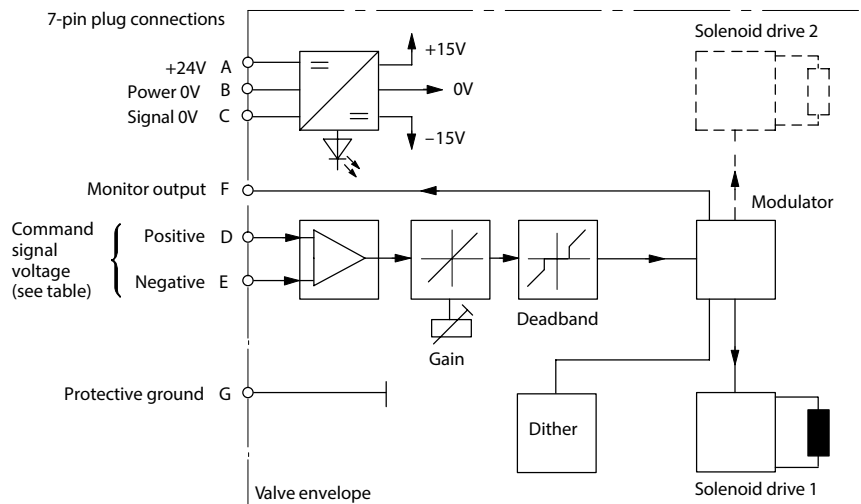 7-pin plug connections
Solenoid drive 2
+24V A
+15V
Power 0V B
0V
Signal 0V C
–15V
Monitor output F
Modulator
Command
signal
voltage
(see table)
Positive D
Negative E
Deadband
Gain
Protective ground G
Dither
Valve envelope
Solenoid drive 1